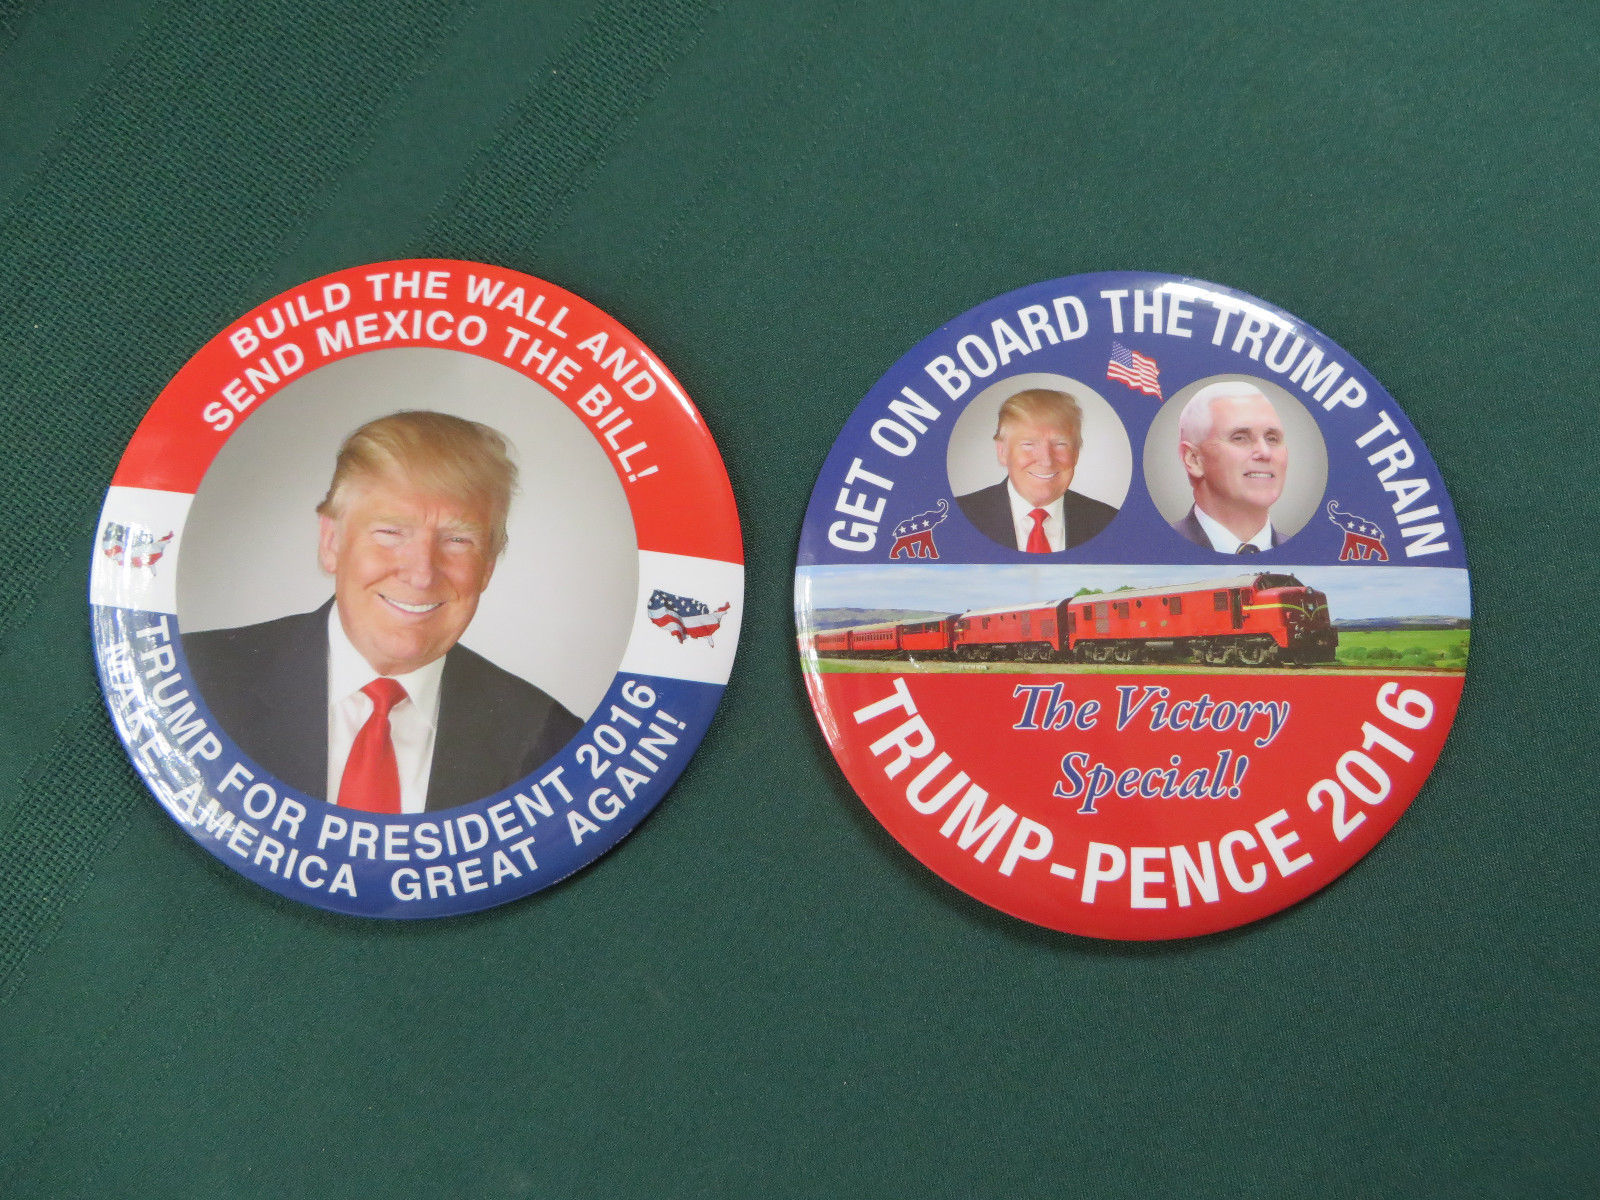 BUILD THE WALL AND
SEND MEXICO THE BILL!
TRUMP FOR PRESIDENT 2016
MAKE AMERICA GREAT AGAIN!
GET ON BOARD THE TRUMP TRAIN
The Victory
Special!
TRUMP-PENCE 2016